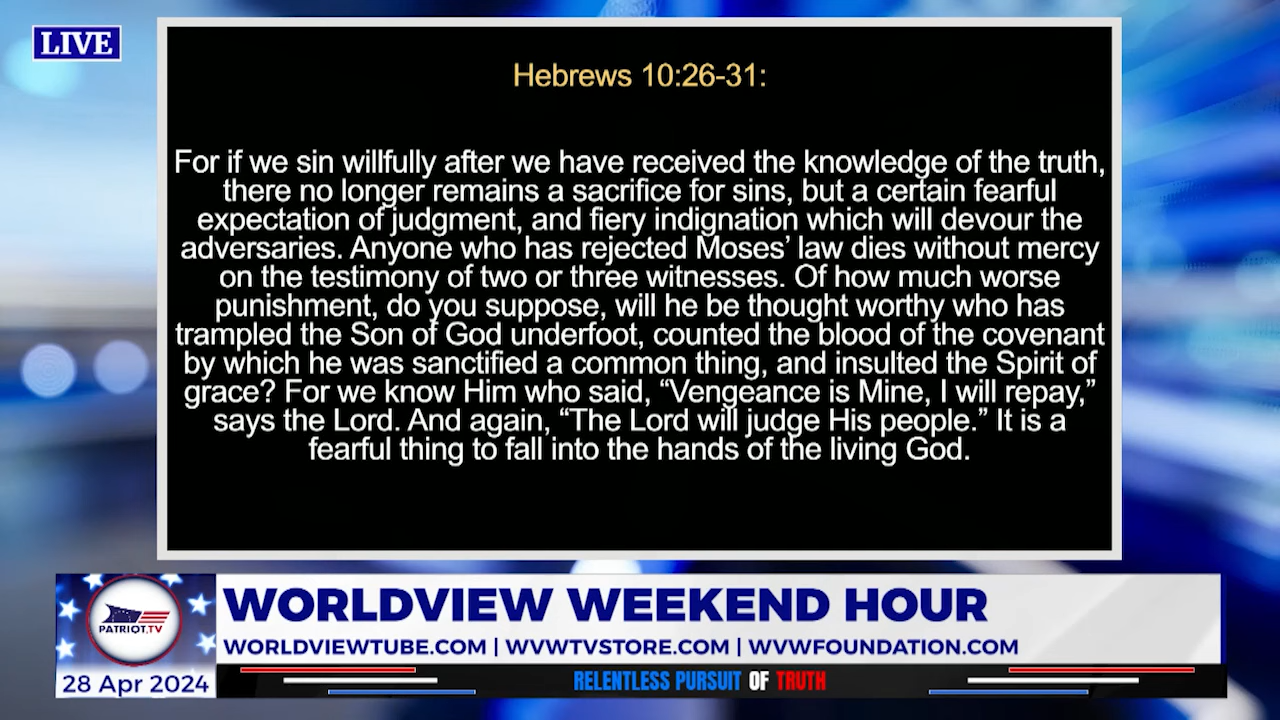 LIVE
Hebrews 10:26-31:
For if we sin willfully after we have received the knowledge of the truth,
there no longer remains a sacrifice for sins, but a certain fearful
expectation of judgment, and fiery indignation which will devour the
adversaries. Anyone who has rejected Moses’ law dies without mercy
on the testimony of two or three witnesses. Of how much worse
punishment, do you suppose, will he be thought worthy who has
trampled the Son of God underfoot, counted the blood of the covenant
by which he was sanctified a common thing, and insulted the Spirit of
grace? For we know Him who said, “Vengeance is Mine, I will repay,”
says the Lord. And again, “The Lord will judge His people.” It is a
fearful thing to fall into the hands of the living God.
PATRIOT.TV
WORLDVIEW WEEKEND HOUR
WORLDVIEWTUBE.COM | WVWTVSTORE.COM | WVWFOUNDATION.COM
28 Apr 2024
RELENTLESS PURSUIT OF TRUTH